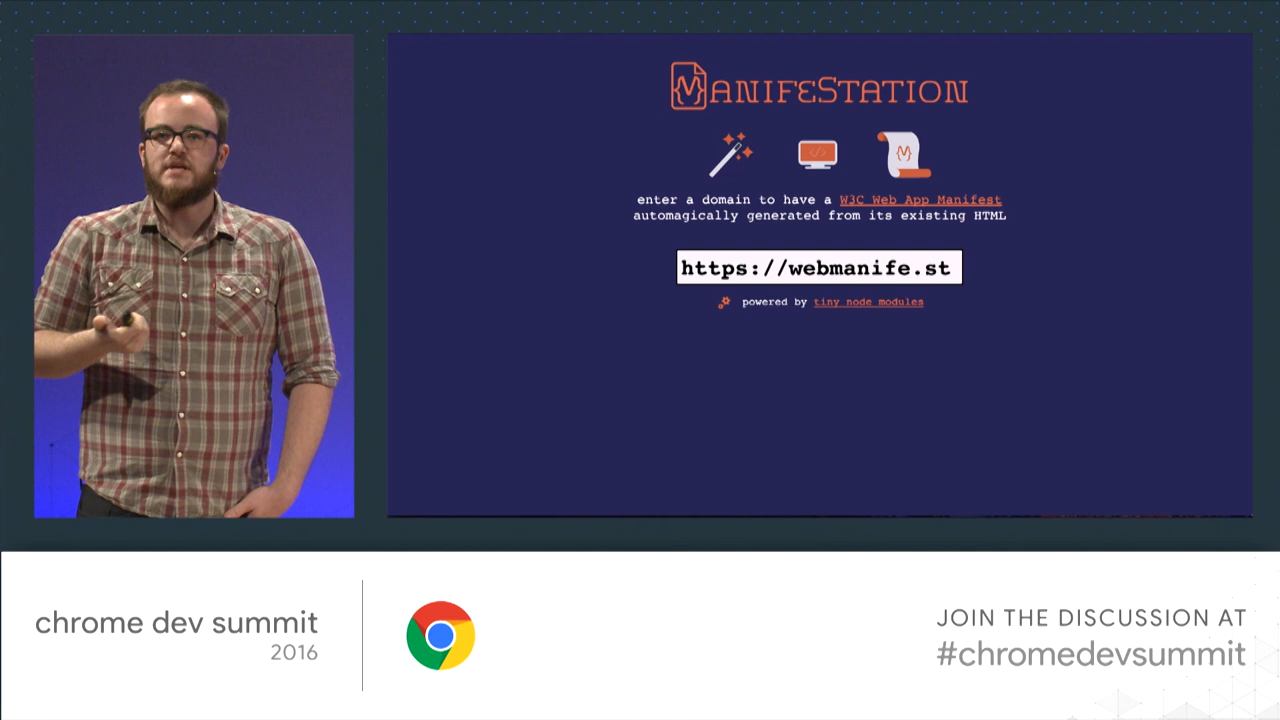 MANIFESTATION
enter a domain to have a W3C Web App Manifest
automagically generated from its existing HTML
https://webmanife.st
powered by tiny node modules
chrome dev summit
2016
JOIN THE DISCUSSION AT
#chromedevsummit